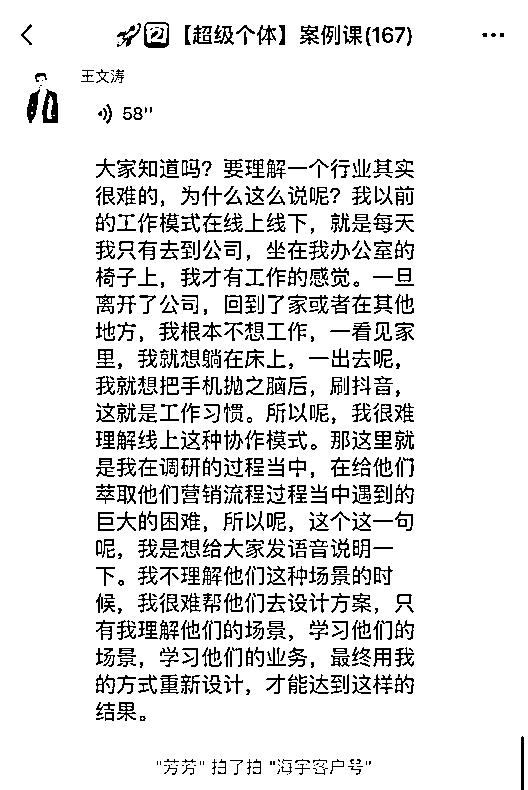 🚀②【超级个体】案例课(167)
王文涛
58"
大家知道吗？要理解一个行业其实
很难的，为什么这么说呢？我以前
的工作模式在线上线下，就是每天
我只有去到公司，坐在我办公室的
椅子上，我才有工作的感觉。一旦
离开了公司，回到了家或者在其他
地方，我根本不想工作，一看见家
里，我就想躺在床上，一出去呢，
我就想把手机抛之脑后，刷抖音，
这就是工作习惯。所以呢，我很难
理解线上这种协作模式。那这里就
是我在调研的过程当中，在给他们
萃取他们营销流程过程当中遇到的
巨大的困难，所以呢，这个这一句
呢，我是想给大家发语音说明一
下。我不理解他们这种场景的时
候，我很难帮他们去设计方案，只
有我理解他们的场景，学习他们的
场景，学习他们的业务，最终用我
的方式重新设计，才能达到这样的
结果。
"芳芳" 拍了拍 "海宇客户号"